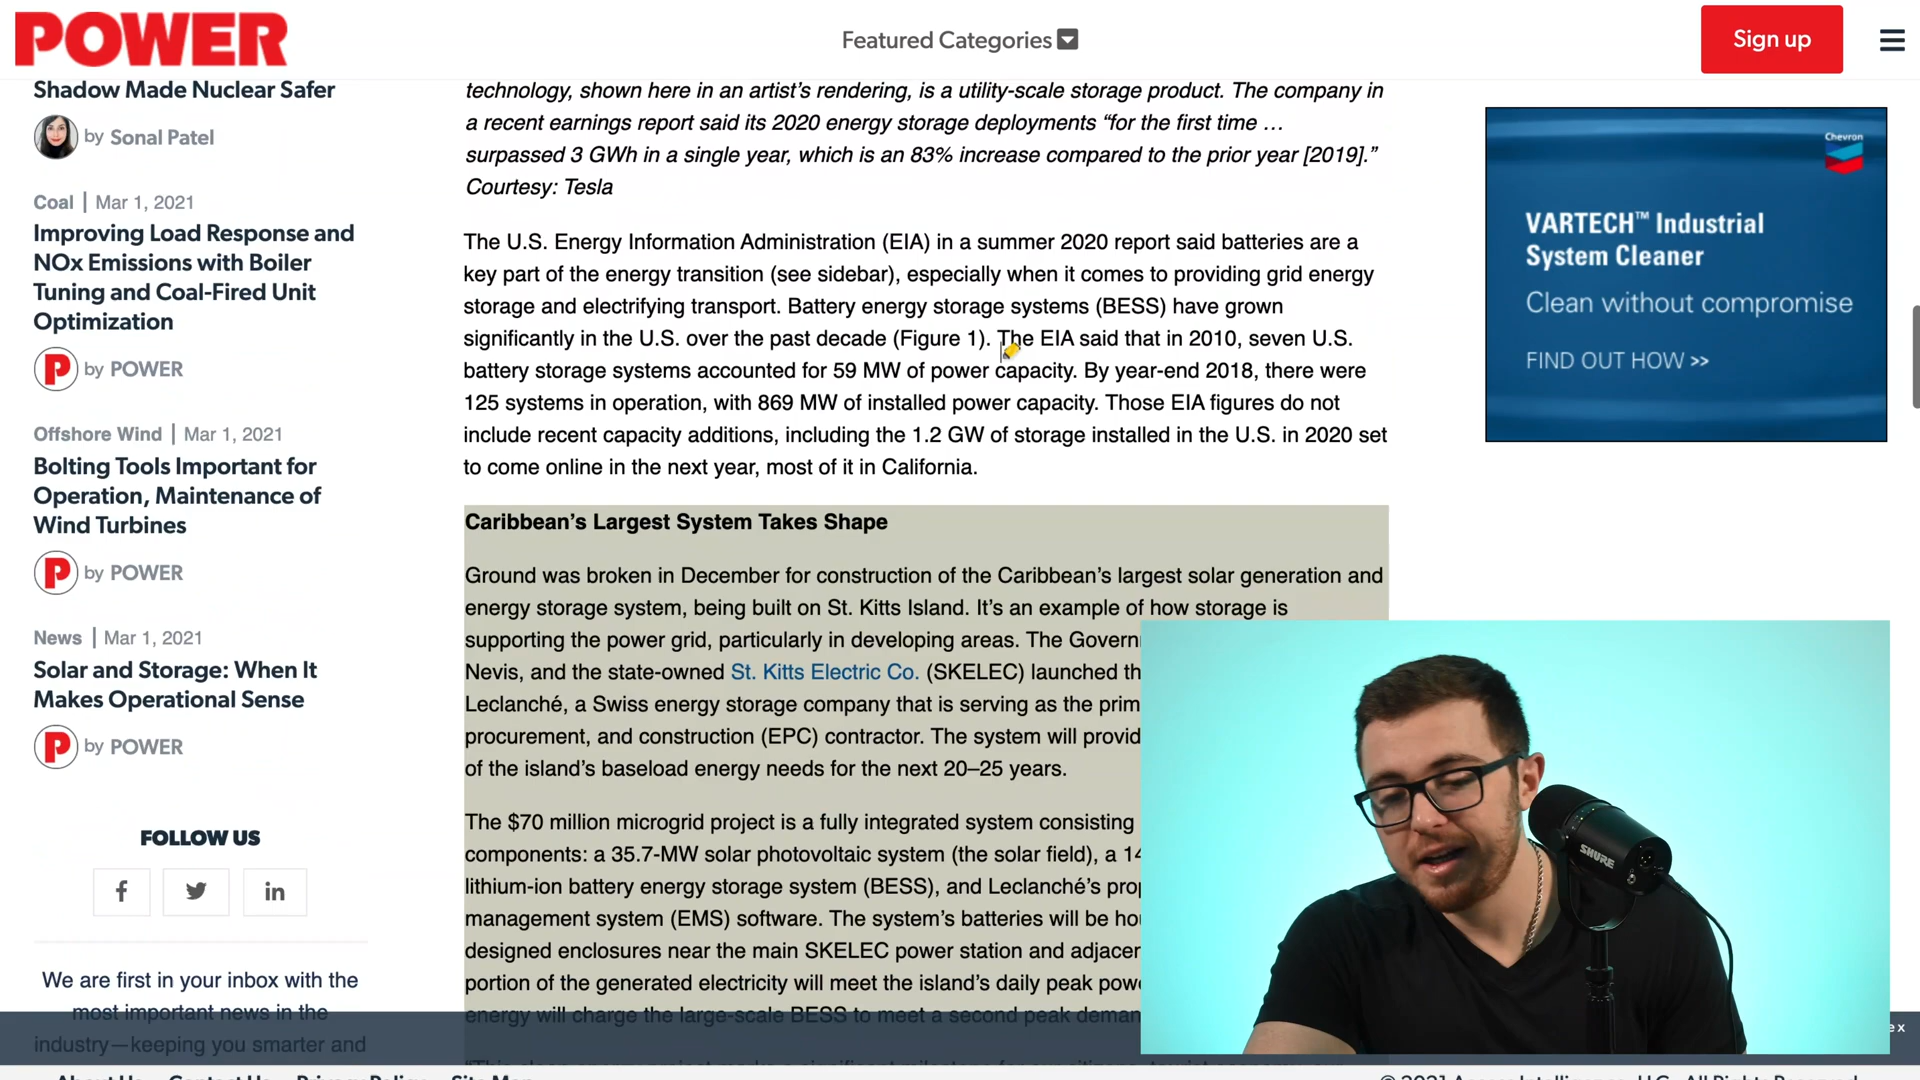 POWER
Featured Categories
Sign up
Shadow Made Nuclear Safer
by Sonal Patel
Coal | Mar 1, 2021
Improving Load Response and
NOx Emissions with Boiler
Tuning and Coal-Fired Unit
Optimization
by POWER
Offshore Wind | Mar 1, 2021
Bolting Tools Important for
Operation, Maintenance of
Wind Turbines
by POWER
News | Mar 1, 2021
Solar and Storage: When It
Makes Operational Sense
by POWER
FOLLOW US
We are first in your inbox with the
most important news in the
industry—keeping you smarter and
technology, shown here in an artist’s rendering, is a utility-scale storage product. The company in
a recent earnings report said its 2020 energy storage deployments “for the first time …
surpassed 3 GWh in a single year, which is an 83% increase compared to the prior year [2019].”
Courtesy: Tesla
The U.S. Energy Information Administration (EIA) in a summer 2020 report said batteries are a
key part of the energy transition (see sidebar), especially when it comes to providing grid energy
storage and electrifying transport. Battery energy storage systems (BESS) have grown
significantly in the U.S. over the past decade (Figure 1). The EIA said that in 2010, seven U.S.
battery storage systems accounted for 59 MW of power capacity. By year-end 2018, there were
125 systems in operation, with 869 MW of installed power capacity. Those EIA figures do not
include recent capacity additions, including the 1.2 GW of storage installed in the U.S. in 2020 set
to come online in the next year, most of it in California.
Caribbean’s Largest System Takes Shape
Ground was broken in December for construction of the Caribbean’s largest solar generation and
energy storage system, being built on St. Kitts Island. It’s an example of how storage is
supporting the power grid, particularly in developing areas. The
Nevis, and the state-owned St. Kitts Electric Co. (SKELEC) launched
Leclanché, a Swiss energy storage company that is serving as the
procurement, and construction (EPC) contractor. The system will
of the island’s baseload energy needs for the next 20–25 years.
The $70 million microgrid project is a fully integrated system consisting
components: a 35.7-MW solar photovoltaic system (the solar field), a
lithium-ion battery energy storage system (BESS), and Leclanché’s
management system (EMS) software. The system’s batteries will be
designed enclosures near the main SKELEC power station and
portion of the generated electricity will meet the island’s daily peak
energy will charge the large-scale BESS to meet a second peak
Chevron
VARTECH™ Industrial
System Cleaner
Clean without compromise
FIND OUT HOW >>
SHURE